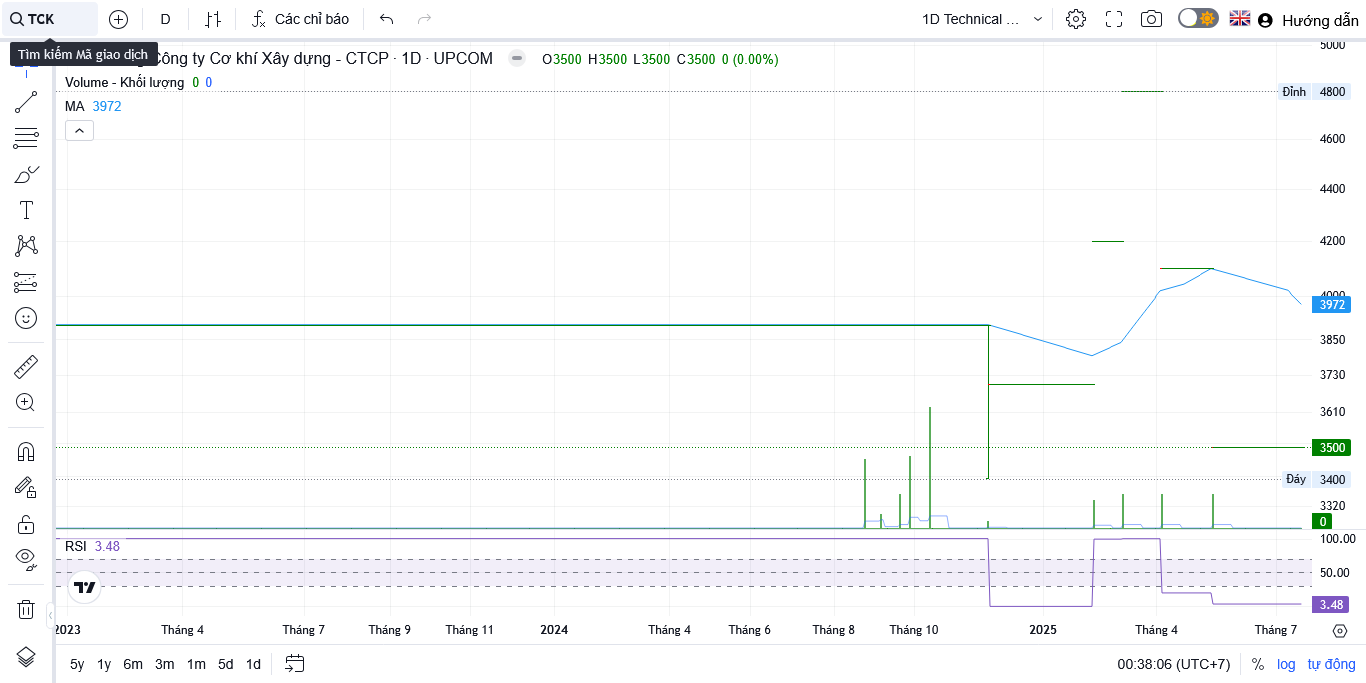 TCK
D
Các chỉ báo
1D Technical ...
Hướng dẫn
Tìm kiếm Mã giao dịch
Công ty Cơ khí Xây dựng - CTCP · 1D · UPCOM
O3500 H3500 L3500 C3500 0 (0.00%)
Volume - Khối lượng 0 0
MA 3972
5000
Đỉnh 4800
4600
4400
4200
4000
3972
3850
3730
3610
3500
Đáy 3400
3320
0
RSI 3.48
100.00
50.00
3.48
2023 Tháng 4 Tháng 7 Tháng 9 Tháng 11 2024 Tháng 4 Tháng 6 Tháng 8 Tháng 10 2025 Tháng 4 Tháng 7
5y 1y 6m 3m 1m 5d 1d
00:38:06 (UTC+7) % log tự động